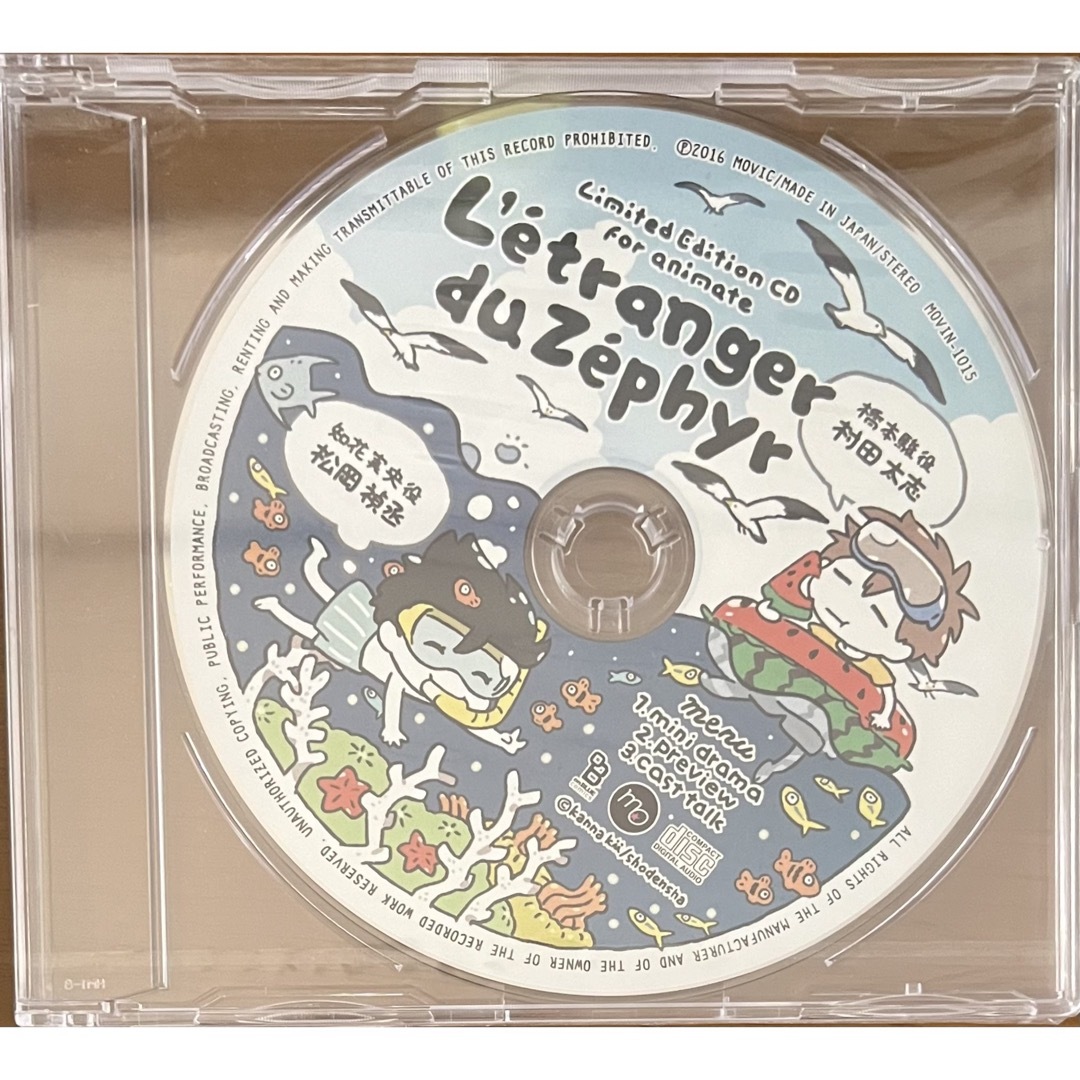 Limited Edition CD
for animate
L'étranger
du Zéphyr
橋本駿役
村田 太志
知花実央役
松岡 禎丞
menu
1. mini drama
2. preview
3. cast talk
onBLUE
m
©kanna kii/shodensha
COMPACT
disc
DIGITAL AUDIO
ALL RIGHTS OF THE MANUFACTURER AND OF THE OWNER OF THE RECORDED WORK RESERVED. UNAUTHORIZED COPYING, PUBLIC PERFORMANCE, BROADCASTING, RENTING AND MAKING TRANSMITTABLE OF THIS RECORD PROHIBITED. ℗2016 MOVIC/MADE IN JAPAN/STEREO MOVIN-1015